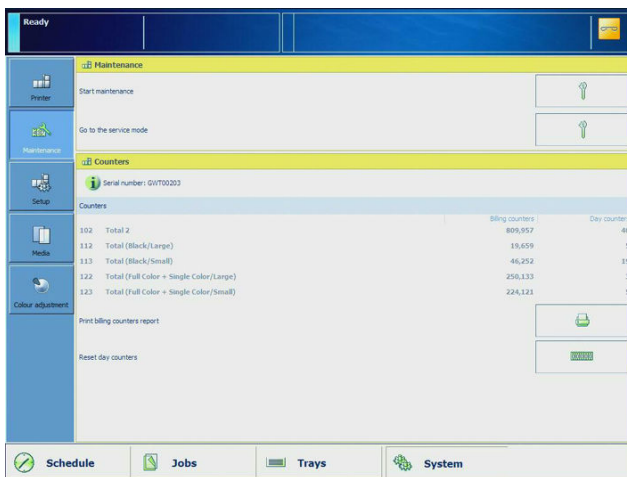 Ready
Maintenance
Printer
Start maintenance
Maintenance
Go to the service mode
Counters
Setup
Serial number: GWT00203
Counters
Billing counters
Day counter
102 Total 2 809,957
112 Total (Black/Large) 19,659
113 Total (Black/Small) 46,252
122 Total (Full Color + Single Color/Large) 250,133
123 Total (Full Color + Single Color/Small) 224,121
Media
Colour adjustment
Print billing counters report
Reset day counters
Schedule
Jobs
Trays
System